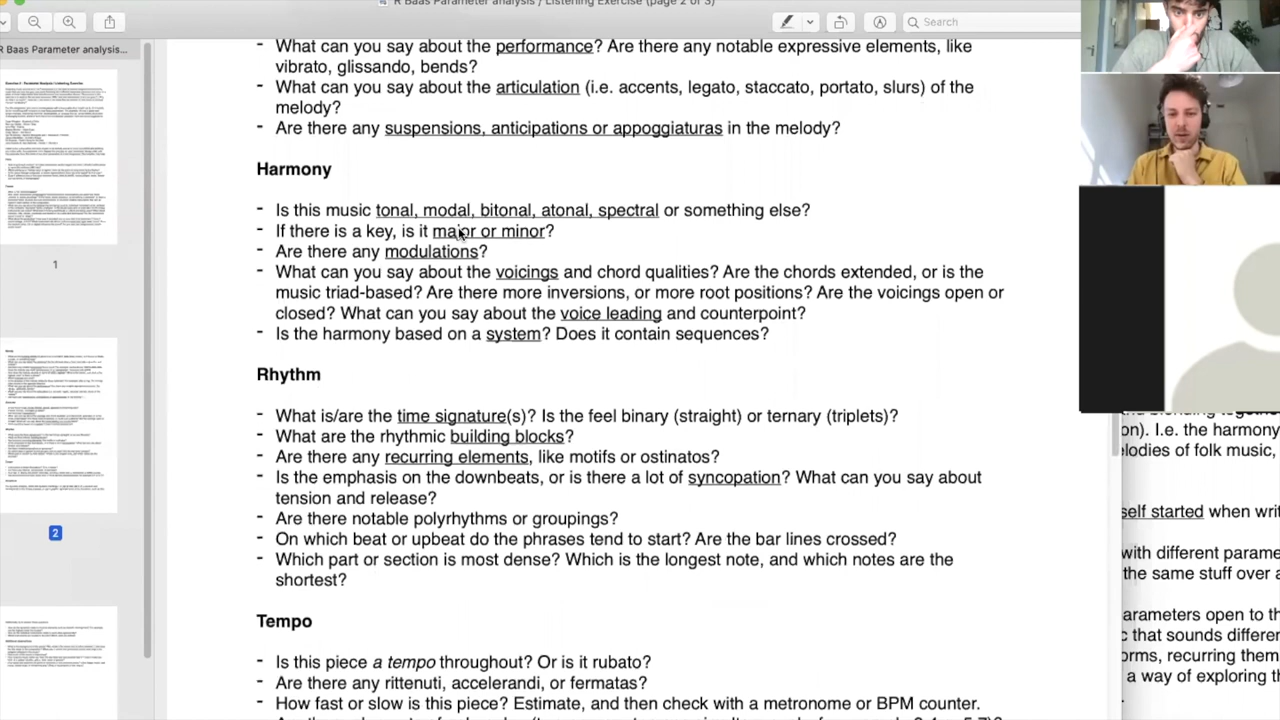 R Baas Parameter analysis / Listening Exercise (page 2 of 3)
Search
R Baas Parameter analysis...
- What can you say about the performance? Are there any notable expressive elements, like
vibrato, glissando, bends?
- What you say about the articulation (i.e. accents, legato, staccato, portato, slurs) of the
melody?
- Are there any suspensions, anticipations or appoggiaturas in the melody?
Harmony
- Is the music tonal, modal, atonal, spectral or something else?
- If there is a key, is it major or minor?
- Are there any modulations?
- What can you say about the voicings and chord qualities? Are the chords extended, or is the
music triad-based? Are there more inversions, or more root positions? Are the voicings open or
closed? What can you say about the voice leading and counterpoint?
- Is the harmony based on a system? Does it contain sequences?
Rhythm
- What is/are the time signature(s)? Is the feel binary (straight) or ternary (triplets)?
- What are the rhythmic building blocks?
- Are there any recurring elements, like motifs or ostinatos?
- on the downbeats, or is there a lot of syncopation? What can you say about
tension and release?
- Are there notable polyrhythms or groupings?
- On which beat or upbeat do the phrases tend to start? Are the bar lines crossed?
- Which part or section is most dense? Which is the longest note, and which notes are the
shortest?
Tempo
- Is this piece a tempo throughout? Or is it rubato?
- Are there any rittenuti, accelerandi, or fermatas?
- How fast or slow is this piece? Estimate, and then check with a metronome or BPM counter.
1
2
on). I.e. the harmony
elodies of folk music,
self started when writ
with different parame
the same stuff over a
arameters open to th
c that sounds differen
orms, recurring them
a way of exploring th